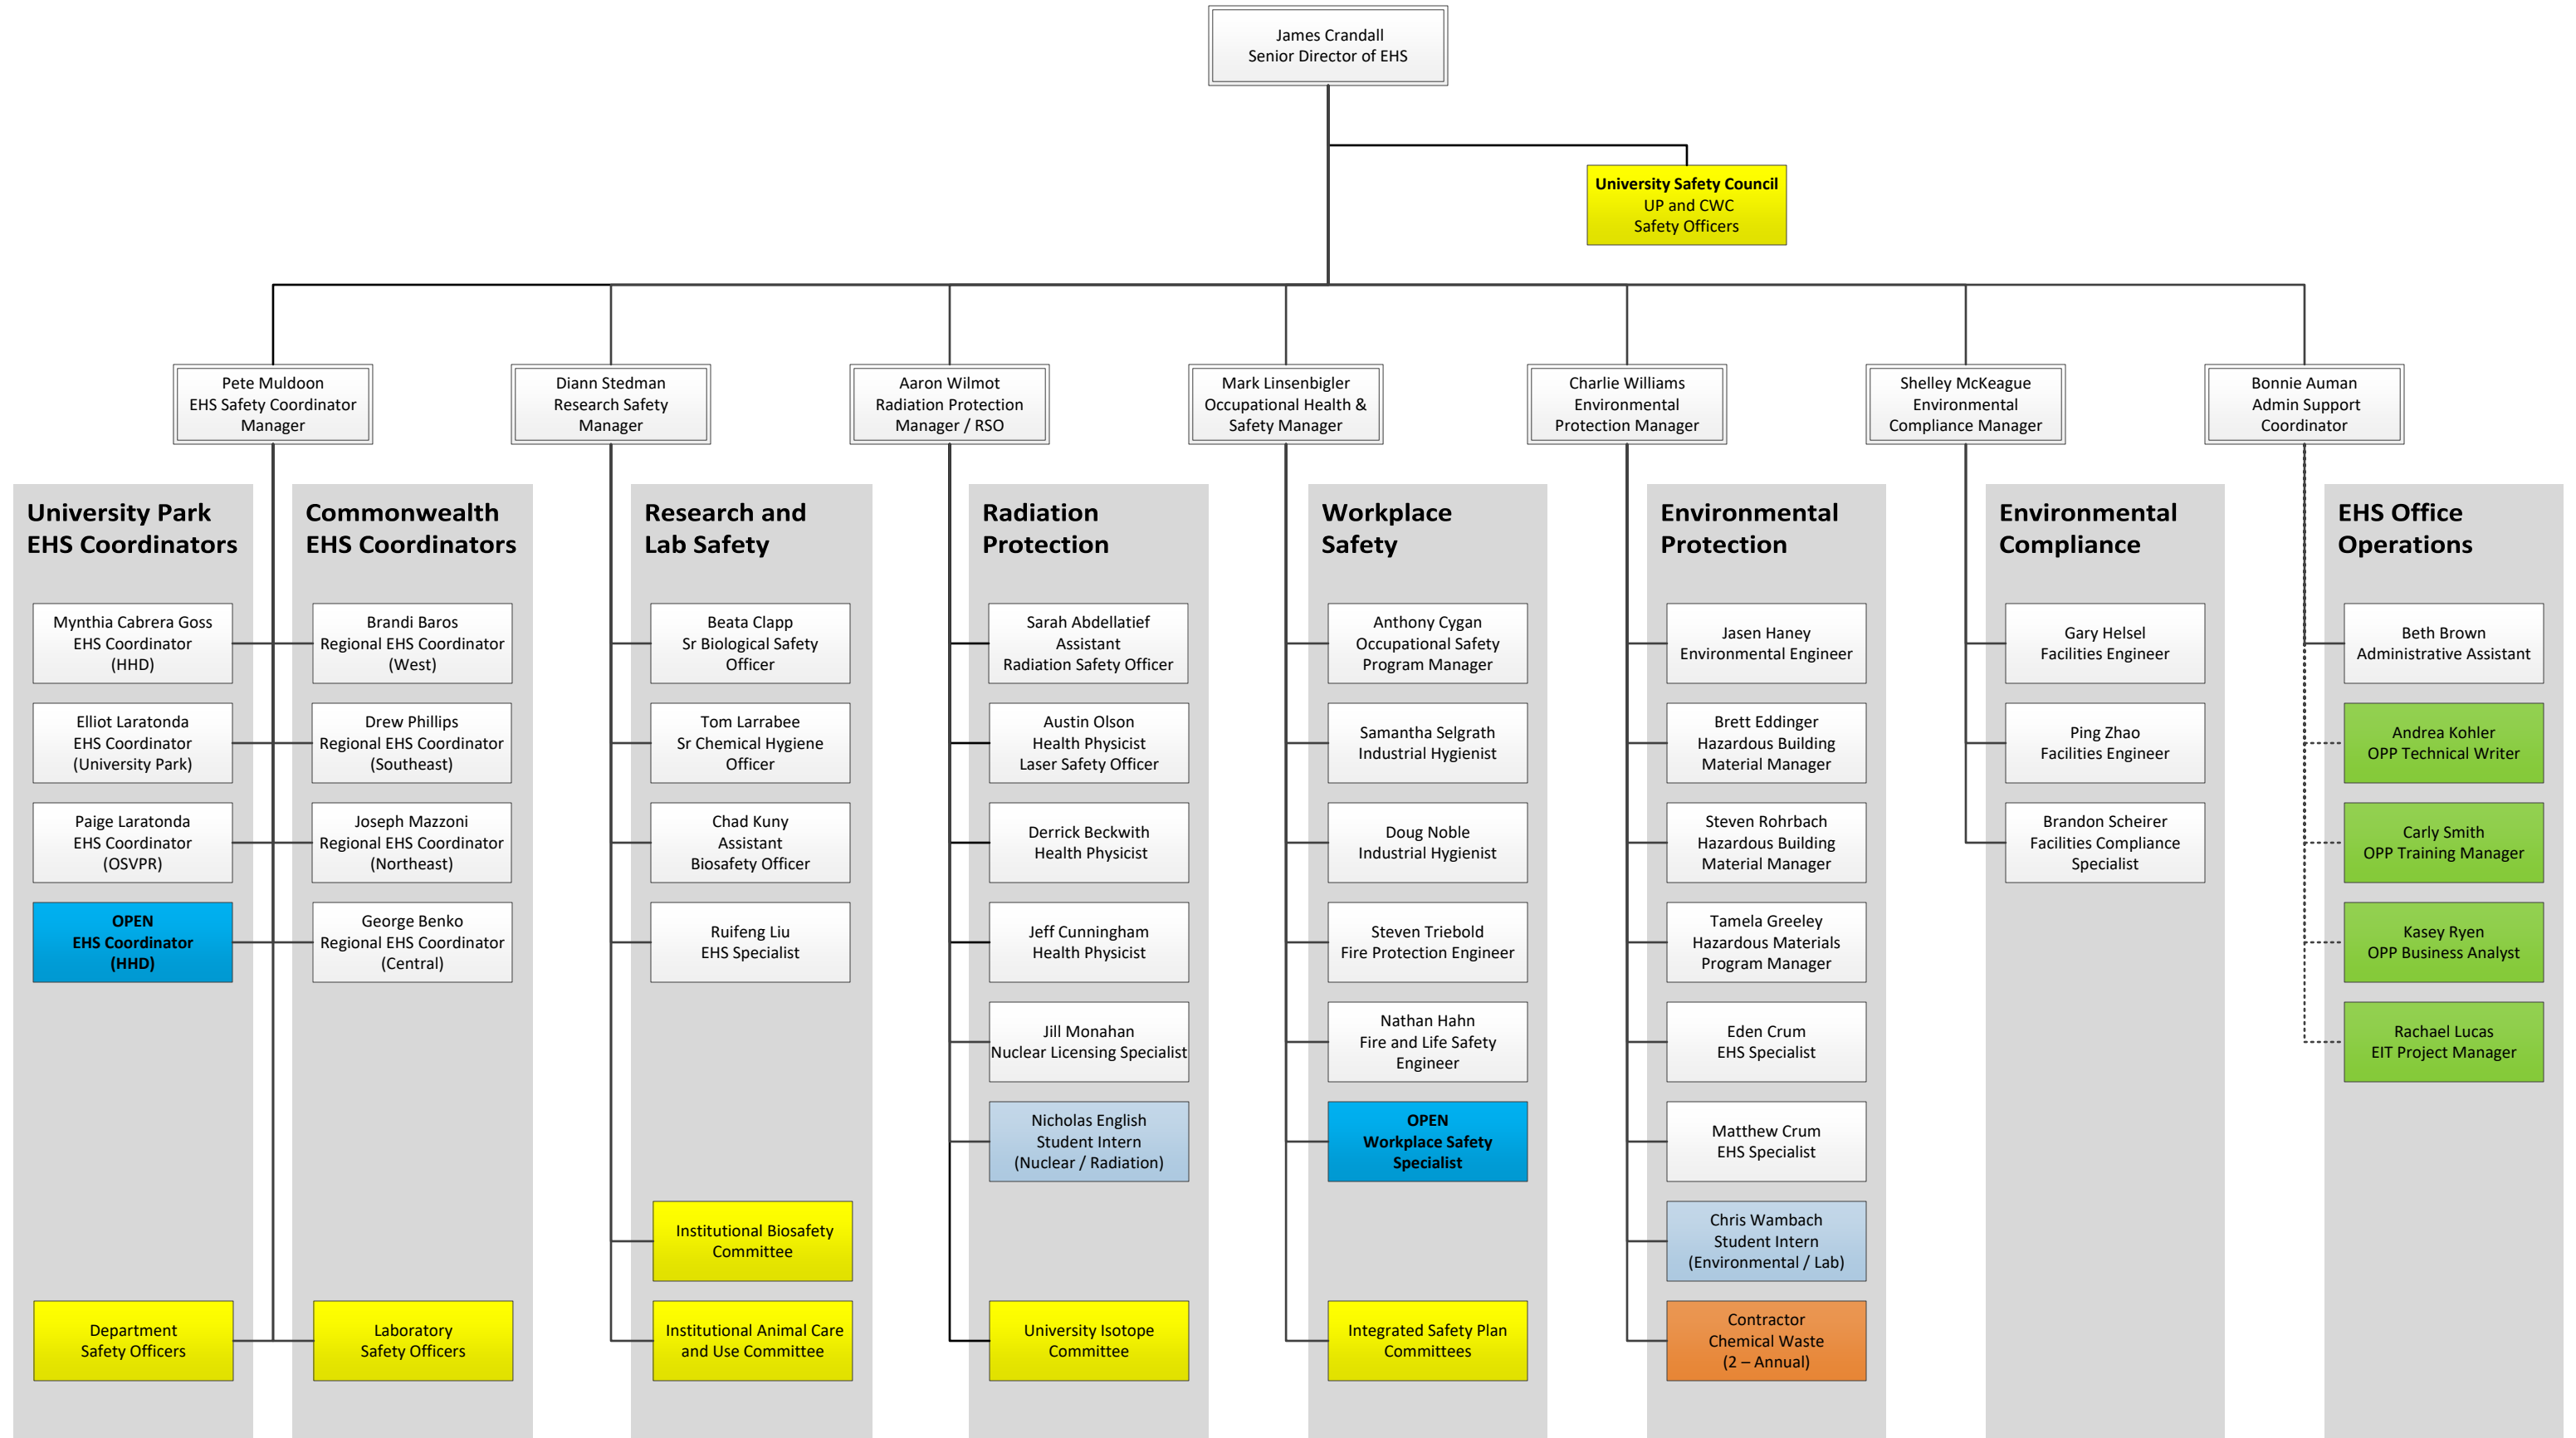 James Crandall
Senior Director of EHS
University Safety Council
UP and CWC
Safety Officers
Pete Muldoon
EHS Safety Coordinator
Manager
Diann Stedman
Research Safety
Manager
Aaron Wilmot
Radiation Protection
Manager / RSO
Mark Linsenbigler
Occupational Health &
Safety Manager
Charlie Williams
Environmental
Protection Manager
Shelley McKeague
Environmental
Compliance Manager
Bonnie Auman
Admin Support
Coordinator
University Park
EHS Coordinators
Mynthia Cabrera Goss
EHS Coordinator
(HHD)
Elliot Laratonda
EHS Coordinator
(University Park)
Paige Laratonda
EHS Coordinator
(OSVPR)
OPEN
EHS Coordinator
(HHD)
Department
Safety Officers
Commonwealth
EHS Coordinators
Brandi Baros
Regional EHS Coordinator
(West)
Drew Phillips
Regional EHS Coordinator
(Southeast)
Joseph Mazzoni
Regional EHS Coordinator
(Northeast)
George Benko
Regional EHS Coordinator
(Central)
Laboratory
Safety Officers
Research and
Lab Safety
Beata Clapp
Sr Biological Safety
Officer
Tom Larrabee
Sr Chemical Hygiene
Officer
Chad Kuny
Assistant
Biosafety Officer
Ruifeng Liu
EHS Specialist
Institutional Biosafety
Committee
Institutional Animal Care
and Use Committee
Radiation
Protection
Sarah Abdellatief
Assistant
Radiation Safety Officer
Austin Olson
Health Physicist
Laser Safety Officer
Derrick Beckwith
Health Physicist
Jeff Cunningham
Health Physicist
Jill Monahan
Nuclear Licensing Specialist
Nicholas English
Student Intern
(Nuclear / Radiation)
University Isotope
Committee
Workplace
Safety
Anthony Cygan
Occupational Safety
Program Manager
Samantha Selgrath
Industrial Hygienist
Doug Noble
Industrial Hygienist
Steven Triebold
Fire Protection Engineer
Nathan Hahn
Fire and Life Safety
Engineer
OPEN
Workplace Safety
Specialist
Integrated Safety Plan
Committees
Environmental
Protection
Jasen Haney
Environmental Engineer
Brett Eddinger
Hazardous Building
Material Manager
Steven Rohrbach
Hazardous Building
Material Manager
Tamela Greeley
Hazardous Materials
Program Manager
Eden Crum
EHS Specialist
Matthew Crum
EHS Specialist
Chris Wambach
Student Intern
(Environmental / Lab)
Contractor
Chemical Waste
(2 – Annual)
Environmental
Compliance
Gary Helsel
Facilities Engineer
Ping Zhao
Facilities Engineer
Brandon Scheirer
Facilities Compliance
Specialist
EHS Office
Operations
Beth Brown
Administrative Assistant
Andrea Kohler
OPP Technical Writer
Carly Smith
OPP Training Manager
Kasey Ryen
OPP Business Analyst
Rachael Lucas
EIT Project Manager